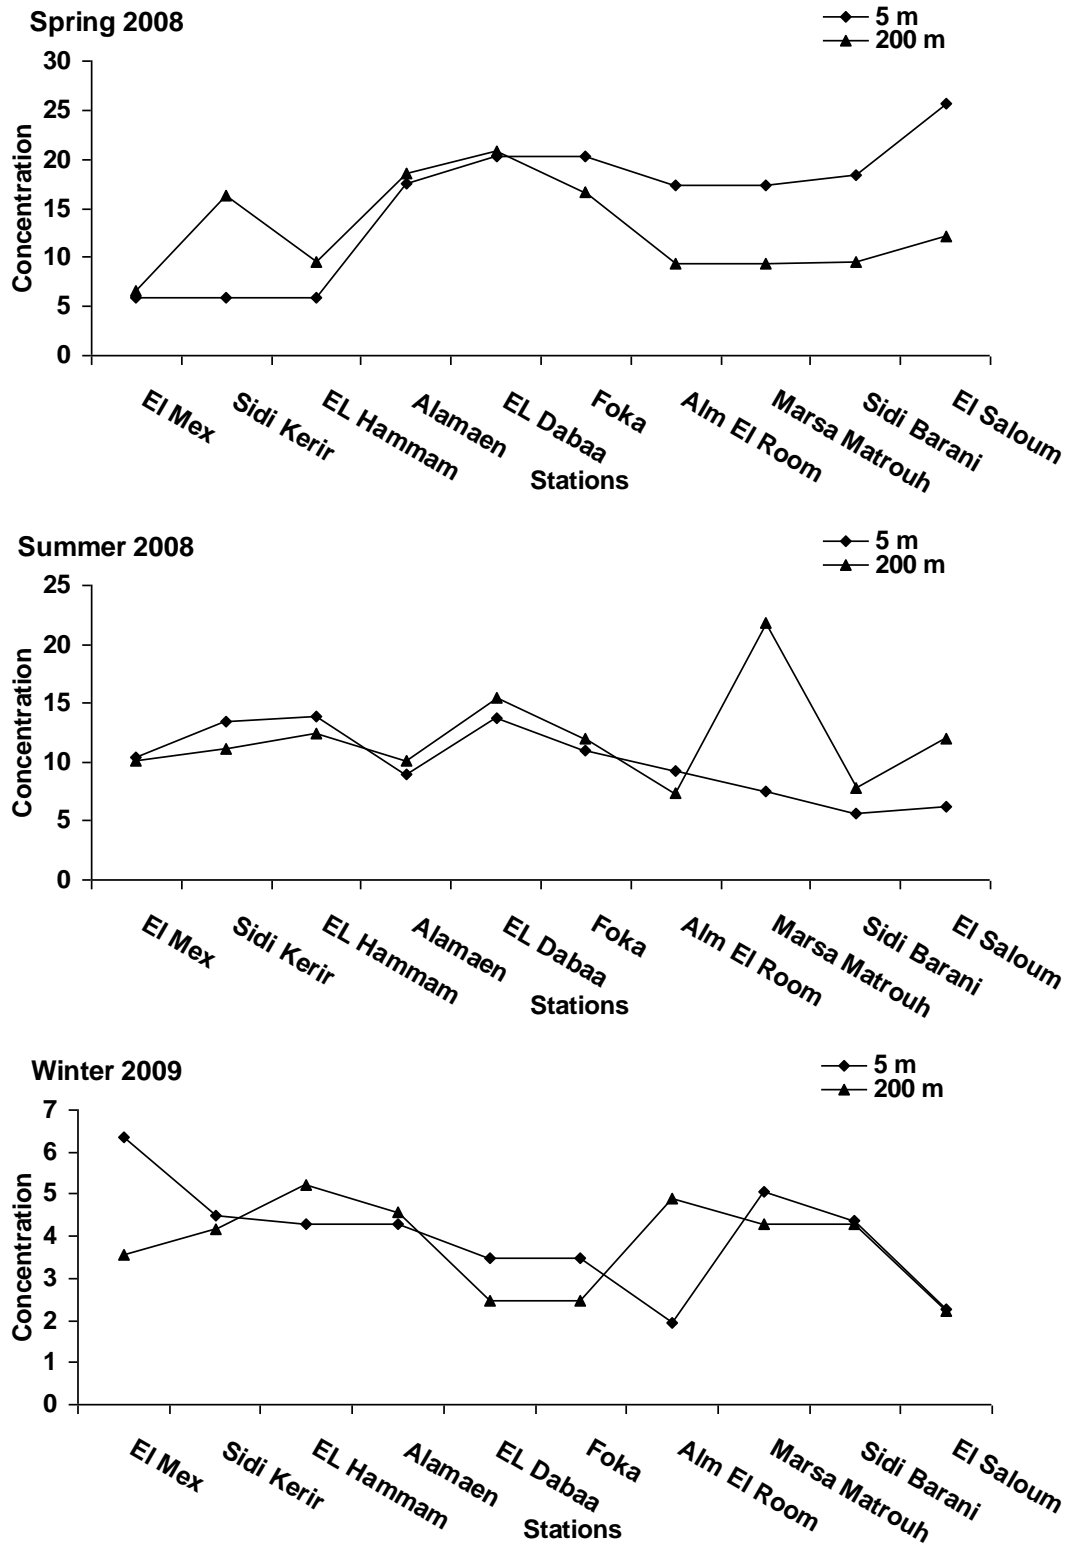 Spring 2008
5 m
200 m
30
25
20
15
10
5
0
Concentration
El Mex
Sidi Kerir
EL Hammam
Alamaen
EL Dabaa
Foka
Alm El Room
Marsa Matrouh
Sidi Barani
El Saloum
Stations
Summer 2008
5 m
200 m
25
20
15
10
5
0
Concentration
El Mex
Sidi Kerir
EL Hammam
Alamaen
EL Dabaa
Foka
Alm El Room
Marsa Matrouh
Sidi Barani
El Saloum
Stations
Winter 2009
5 m
200 m
7
6
5
4
3
2
1
0
Concentration
El Mex
Sidi Kerir
EL Hammam
Alamaen
EL Dabaa
Foka
Alm El Room
Marsa Matrouh
Sidi Barani
El Saloum
Stations